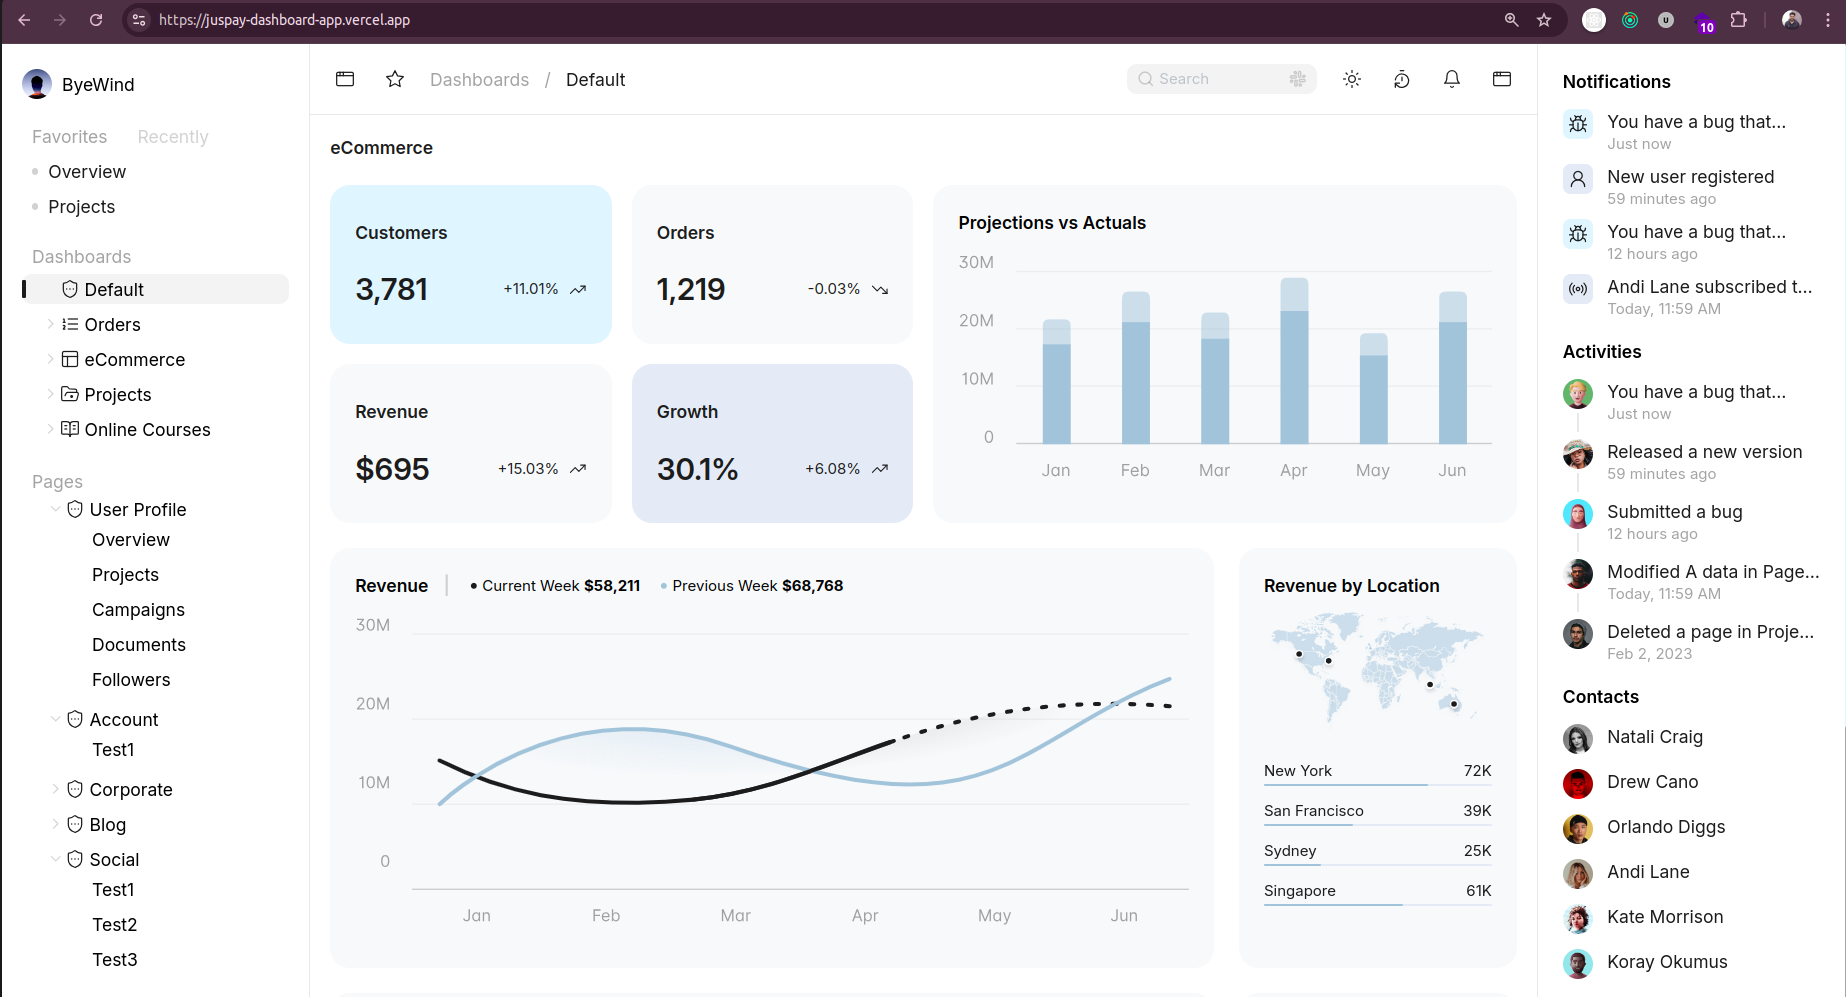 https://juspay-dashboard-app.vercel.app
U
10
ByeWind
Favorites Recently
Overview
Projects
Dashboards
Default
Orders
eCommerce
Projects
Online Courses
Pages
User Profile
Overview
Projects
Campaigns
Documents
Followers
Account
Test1
Corporate
Blog
Social
Test1
Test2
Test3
Dashboards / Default
Search
eCommerce
Customers
3,781 +11.01%
Orders
1,219 -0.03%
Revenue
$695 +15.03%
Growth
30.1% +6.08%
Projections vs Actuals
30M
20M
10M
0
Jan Feb Mar Apr May Jun
Revenue Current Week $58,211 Previous Week $68,768
30M
20M
10M
0
Jan Feb Mar Apr May Jun
Revenue by Location
New York 72K
San Francisco 39K
Sydney 25K
Singapore 61K
Notifications
You have a bug that...
Just now
New user registered
59 minutes ago
You have a bug that...
12 hours ago
Andi Lane subscribed t...
Today, 11:59 AM
Activities
You have a bug that...
Just now
Released a new version
59 minutes ago
Submitted a bug
12 hours ago
Modified A data in Page...
Today, 11:59 AM
Deleted a page in Proje...
Feb 2, 2023
Contacts
Natali Craig
Drew Cano
Orlando Diggs
Andi Lane
Kate Morrison
Koray Okumus